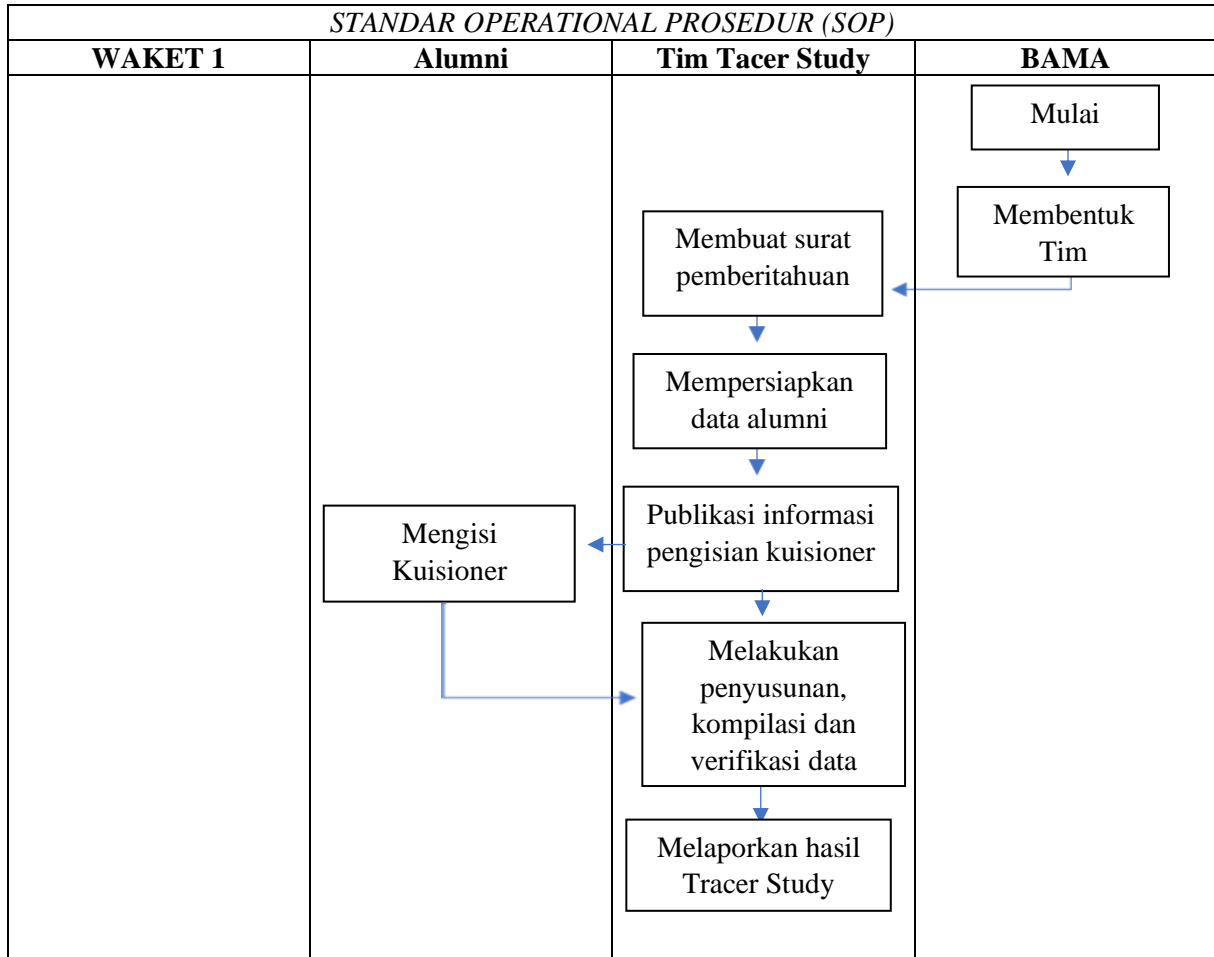 STANDAR OPERATIONAL PROSEDUR (SOP)
WAKET 1
Alumni
Tim Tacer Study
BAMA
Mulai
Membentuk
Tim
Membuat surat
pemberitahuan
Mempersiapkan
data alumni
Publikasi informasi
pengisian kuisioner
Mengisi
Kuisioner
Melakukan
penyusunan,
kompilasi dan
verifikasi data
Melaporkan hasil
Tracer Study